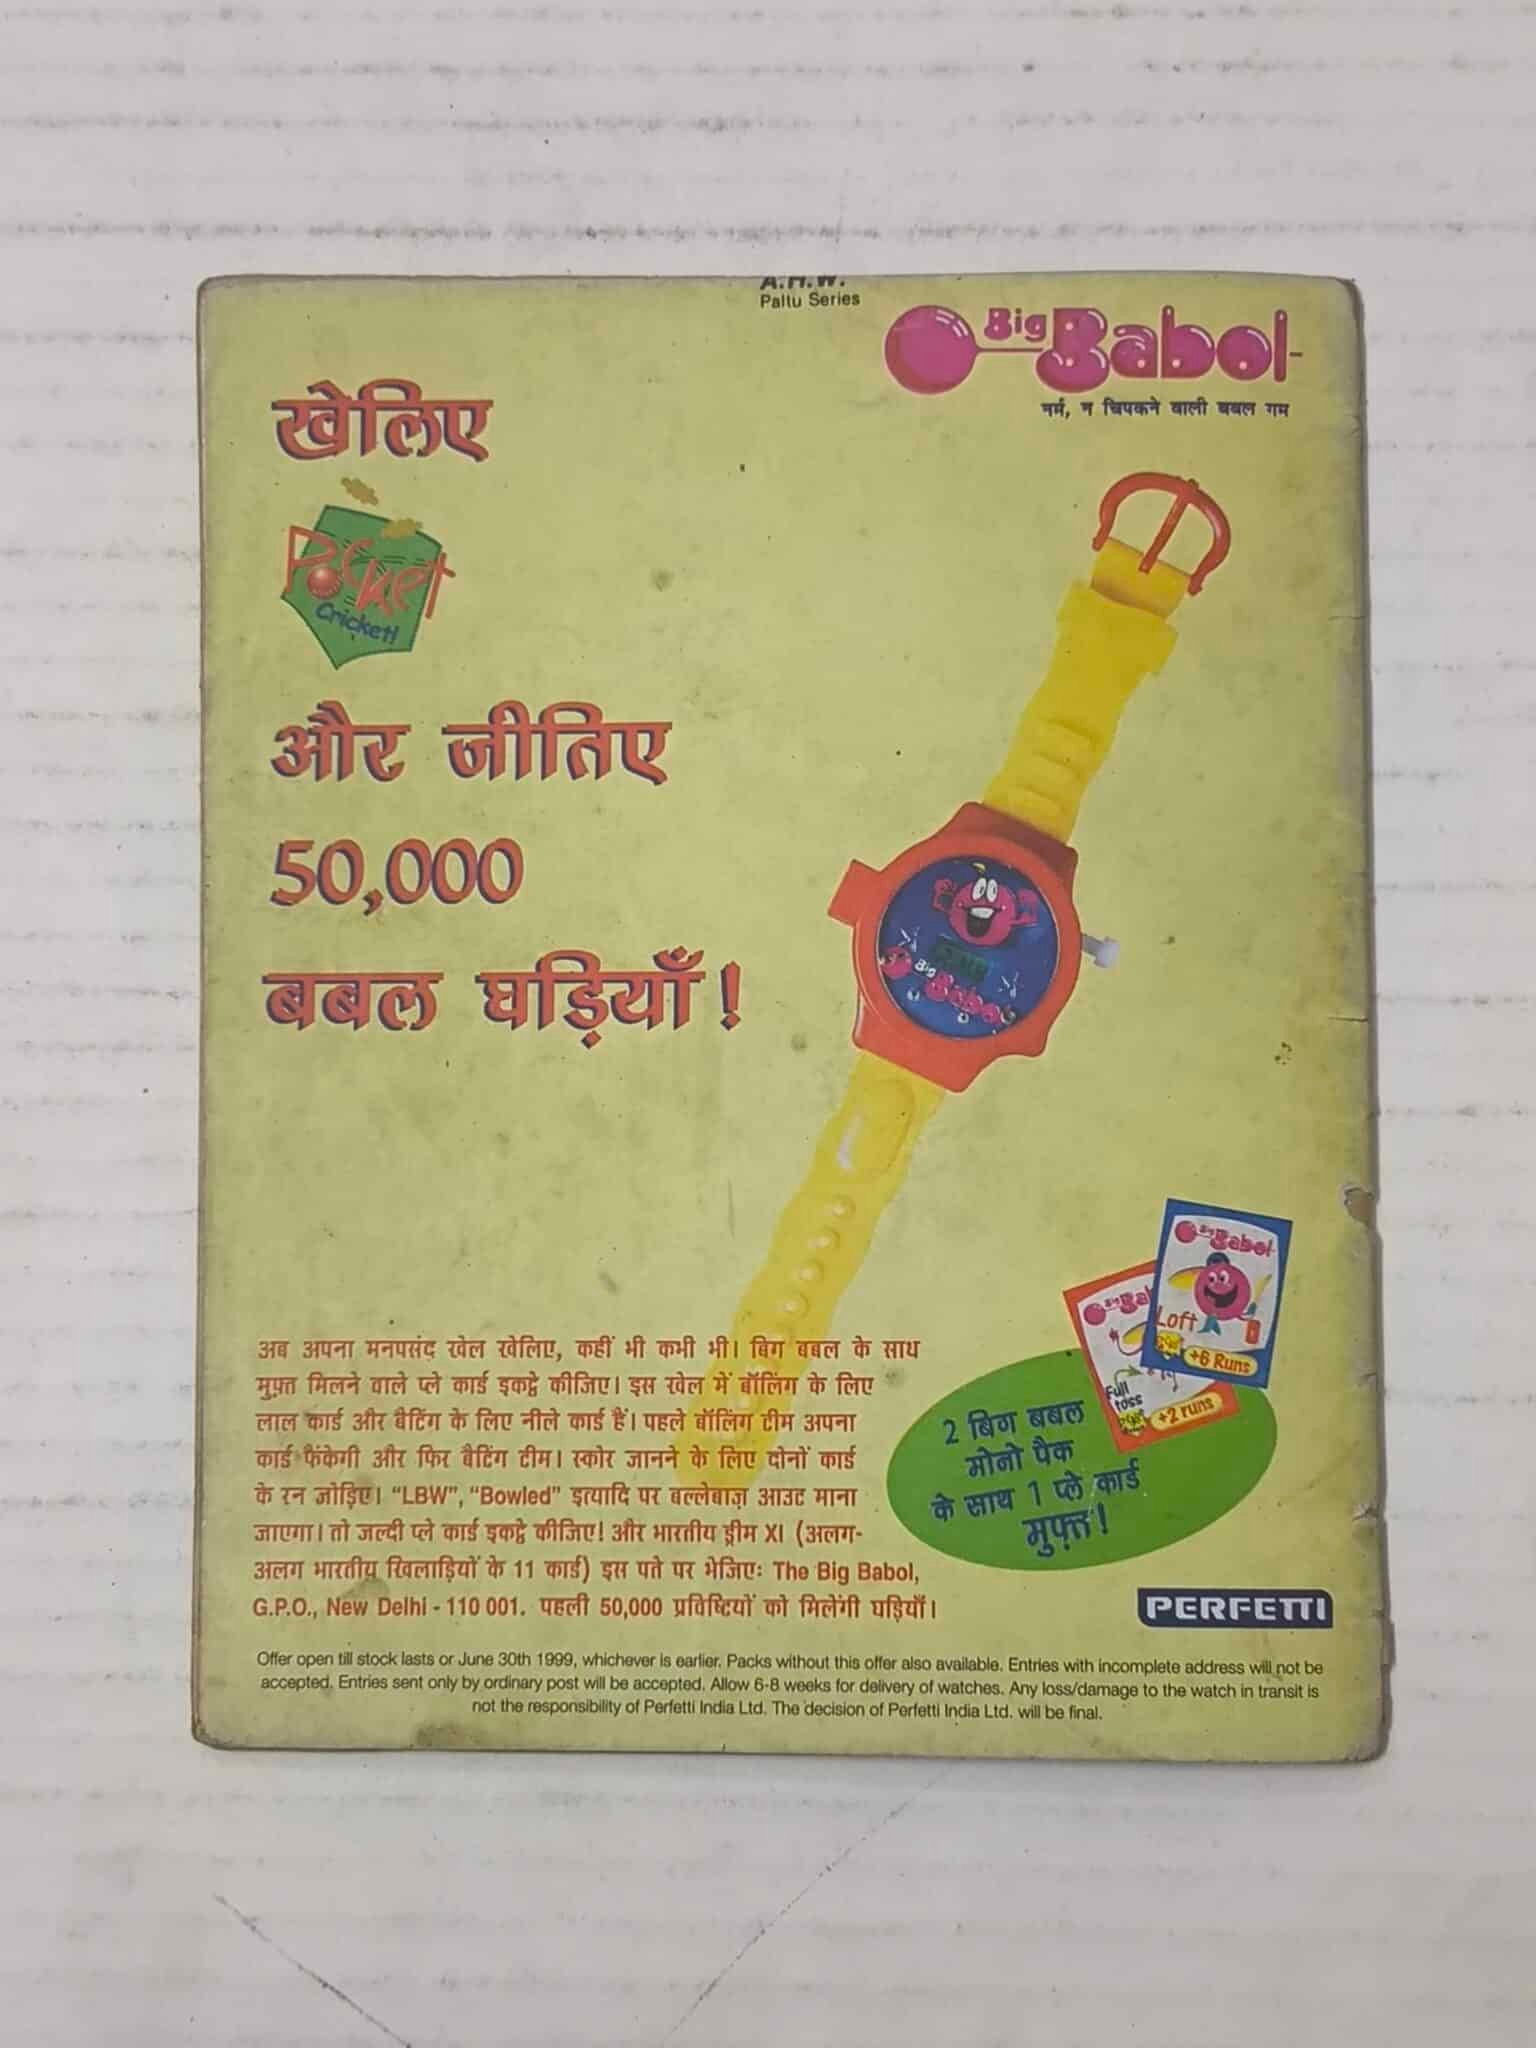 A.H.W.
Paltu Series
Big Babol
नर्म, न चिपकने वाली बबल गम
खेलिए
Pocket
Cricket!
और जीतिए
50,000
बबल घड़ियाँ!
Big
Babol
अब अपना मनपसंद खेल खेलिए, कहीं भी कभी भी। बिग बबल के साथ
मुफ़्त मिलने वाले प्ले कार्ड इकट्ठे कीजिए। इस खेल में बॉलिंग के लिए
लाल कार्ड और बैटिंग के लिए नीले कार्ड हैं। पहले बॉलिंग टीम अपना
कार्ड फैंकेगी और फिर बैटिंग टीम। स्कोर जानने के लिए दोनों कार्ड
के रन जोड़िए। “LBW”, “Bowled” इत्यादि पर बल्लेबाज़ आउट माना
जाएगा। तो जल्दी प्ले कार्ड इकट्ठे कीजिए! और भारतीय ड्रीम XI (अलग-
अलग भारतीय खिलाड़ियों के 11 कार्ड) इस पते पर भेजिए: The Big Babol,
G.P.O., New Delhi - 110 001. पहली 50,000 प्रविष्टियों को मिलेंगी घड़ियाँ।
Big Babol
Loft
+6 Runs
Big Ba
Full
toss
+2 runs
2 बिग बबल
मोनो पैक
के साथ 1 प्ले कार्ड
मुफ़्त!
PERFETTI
Offer open till stock lasts or June 30th 1999, whichever is earlier. Packs without this offer also available. Entries with incomplete address will not be
accepted. Entries sent only by ordinary post will be accepted. Allow 6-8 weeks for delivery of watches. Any loss/damage to the watch in transit is
not the responsibility of Perfetti India Ltd. The decision of Perfetti India Ltd. will be final.